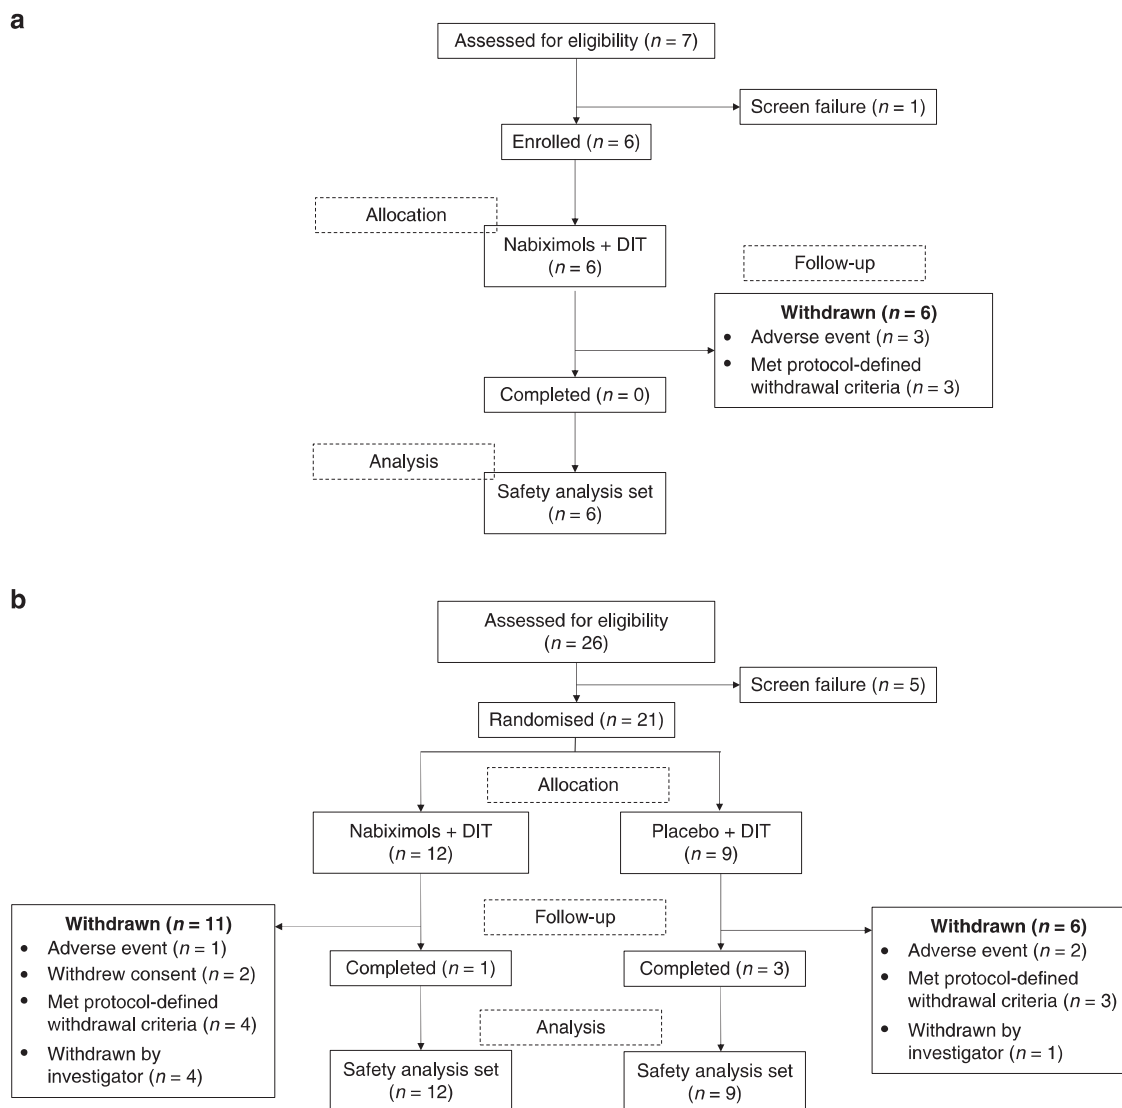 a
Assessed for eligibility (n = 7)
Screen failure (n = 1)
Enrolled (n = 6)
Allocation
Nabiximols + DIT
(n = 6)
Follow-up
Withdrawn (n = 6)
• Adverse event (n = 3)
• Met protocol-defined
withdrawal criteria (n = 3)
Completed (n = 0)
Analysis
Safety analysis set
(n = 6)
b
Assessed for eligibility
(n = 26)
Screen failure (n = 5)
Randomised (n = 21)
Allocation
Nabiximols + DIT
(n = 12)
Placebo + DIT
(n = 9)
Follow-up
Withdrawn (n = 11)
• Adverse event (n = 1)
• Withdrew consent (n = 2)
• Met protocol-defined
withdrawal criteria (n = 4)
• Withdrawn by
investigator (n = 4)
Completed (n = 1)
Completed (n = 3)
Withdrawn (n = 6)
• Adverse event (n = 2)
• Met protocol-defined
withdrawal criteria (n = 3)
• Withdrawn by
investigator (n = 1)
Analysis
Safety analysis set
(n = 12)
Safety analysis set
(n = 9)